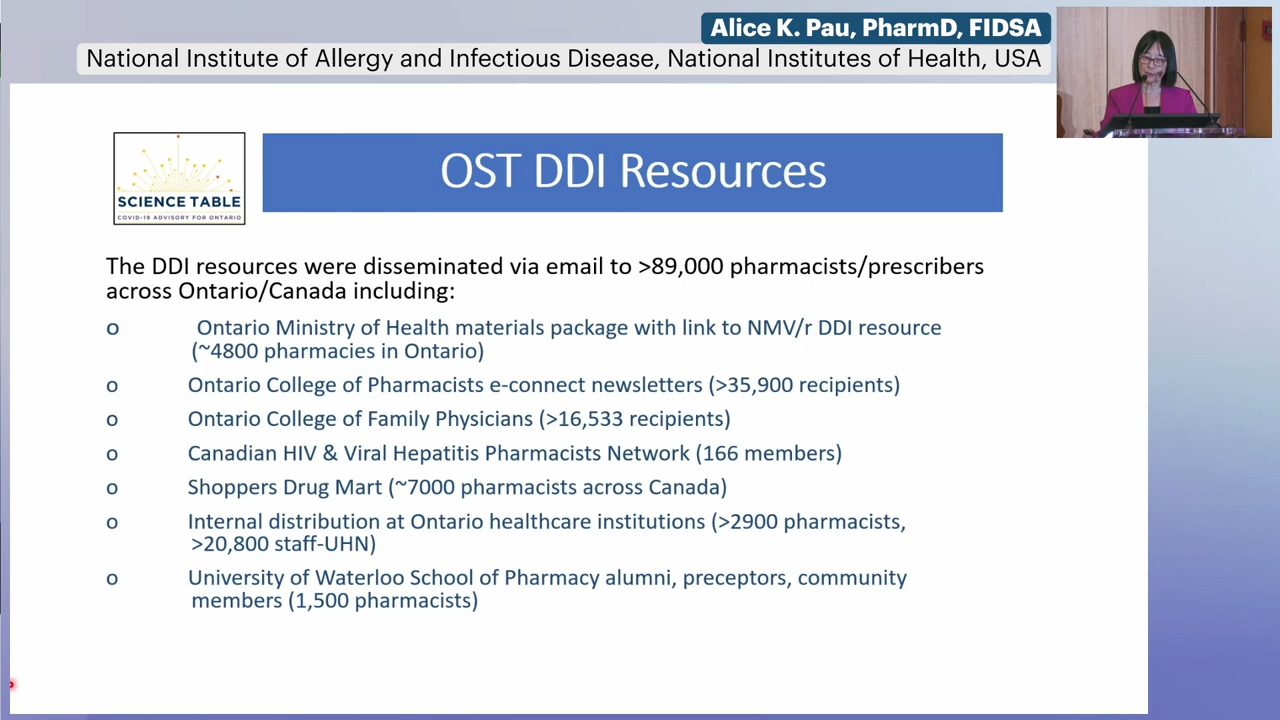 Alice K. Pau, PharmD, FIDSA
National Institute of Allergy and Infectious Disease, National Institutes of Health, USA
SCIENCE TABLE
COVID-19 ADVISORY FOR ONTARIO
OST DDI Resources
The DDI resources were disseminated via email to >89,000 pharmacists/prescribers
across Ontario/Canada including:
o Ontario Ministry of Health materials package with link to NMV/r DDI resource
(~4800 pharmacies in Ontario)
o Ontario College of Pharmacists e-connect newsletters (>35,900 recipients)
o Ontario College of Family Physicians (>16,533 recipients)
o Canadian HIV & Viral Hepatitis Pharmacists Network (166 members)
o Shoppers Drug Mart (~7000 pharmacists across Canada)
o Internal distribution at Ontario healthcare institutions (>2900 pharmacists,
>20,800 staff-UHN)
o University of Waterloo School of Pharmacy alumni, preceptors, community
members (1,500 pharmacists)